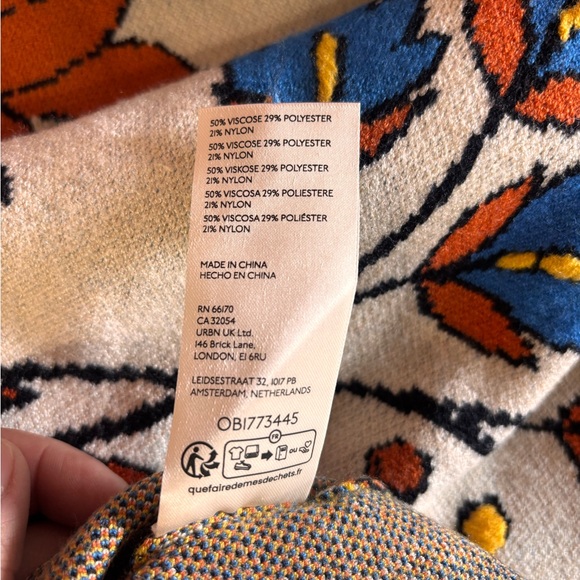 50% VISCOSE 29% POLYESTER
21% NYLON
50% VISCOSE 29% POLYESTER
21% NYLON
50% VISKOSE 29% POLYESTER
21% NYLON
50% VISCOSA 29% POLIESTERE
21% NYLON
50% VISCOSA 29% POLIÉSTER
21% NYLON
MADE IN CHINA
HECHO EN CHINA
RN 66170
CA 32054
URBN UK Ltd.
146 Brick Lane,
LONDON, E1 6RU
LEIDSESTRAAT 32, 1017 PB
AMSTERDAM, NETHERLANDS
OB1773445
FR
OU
quefairedemesdechets.fr